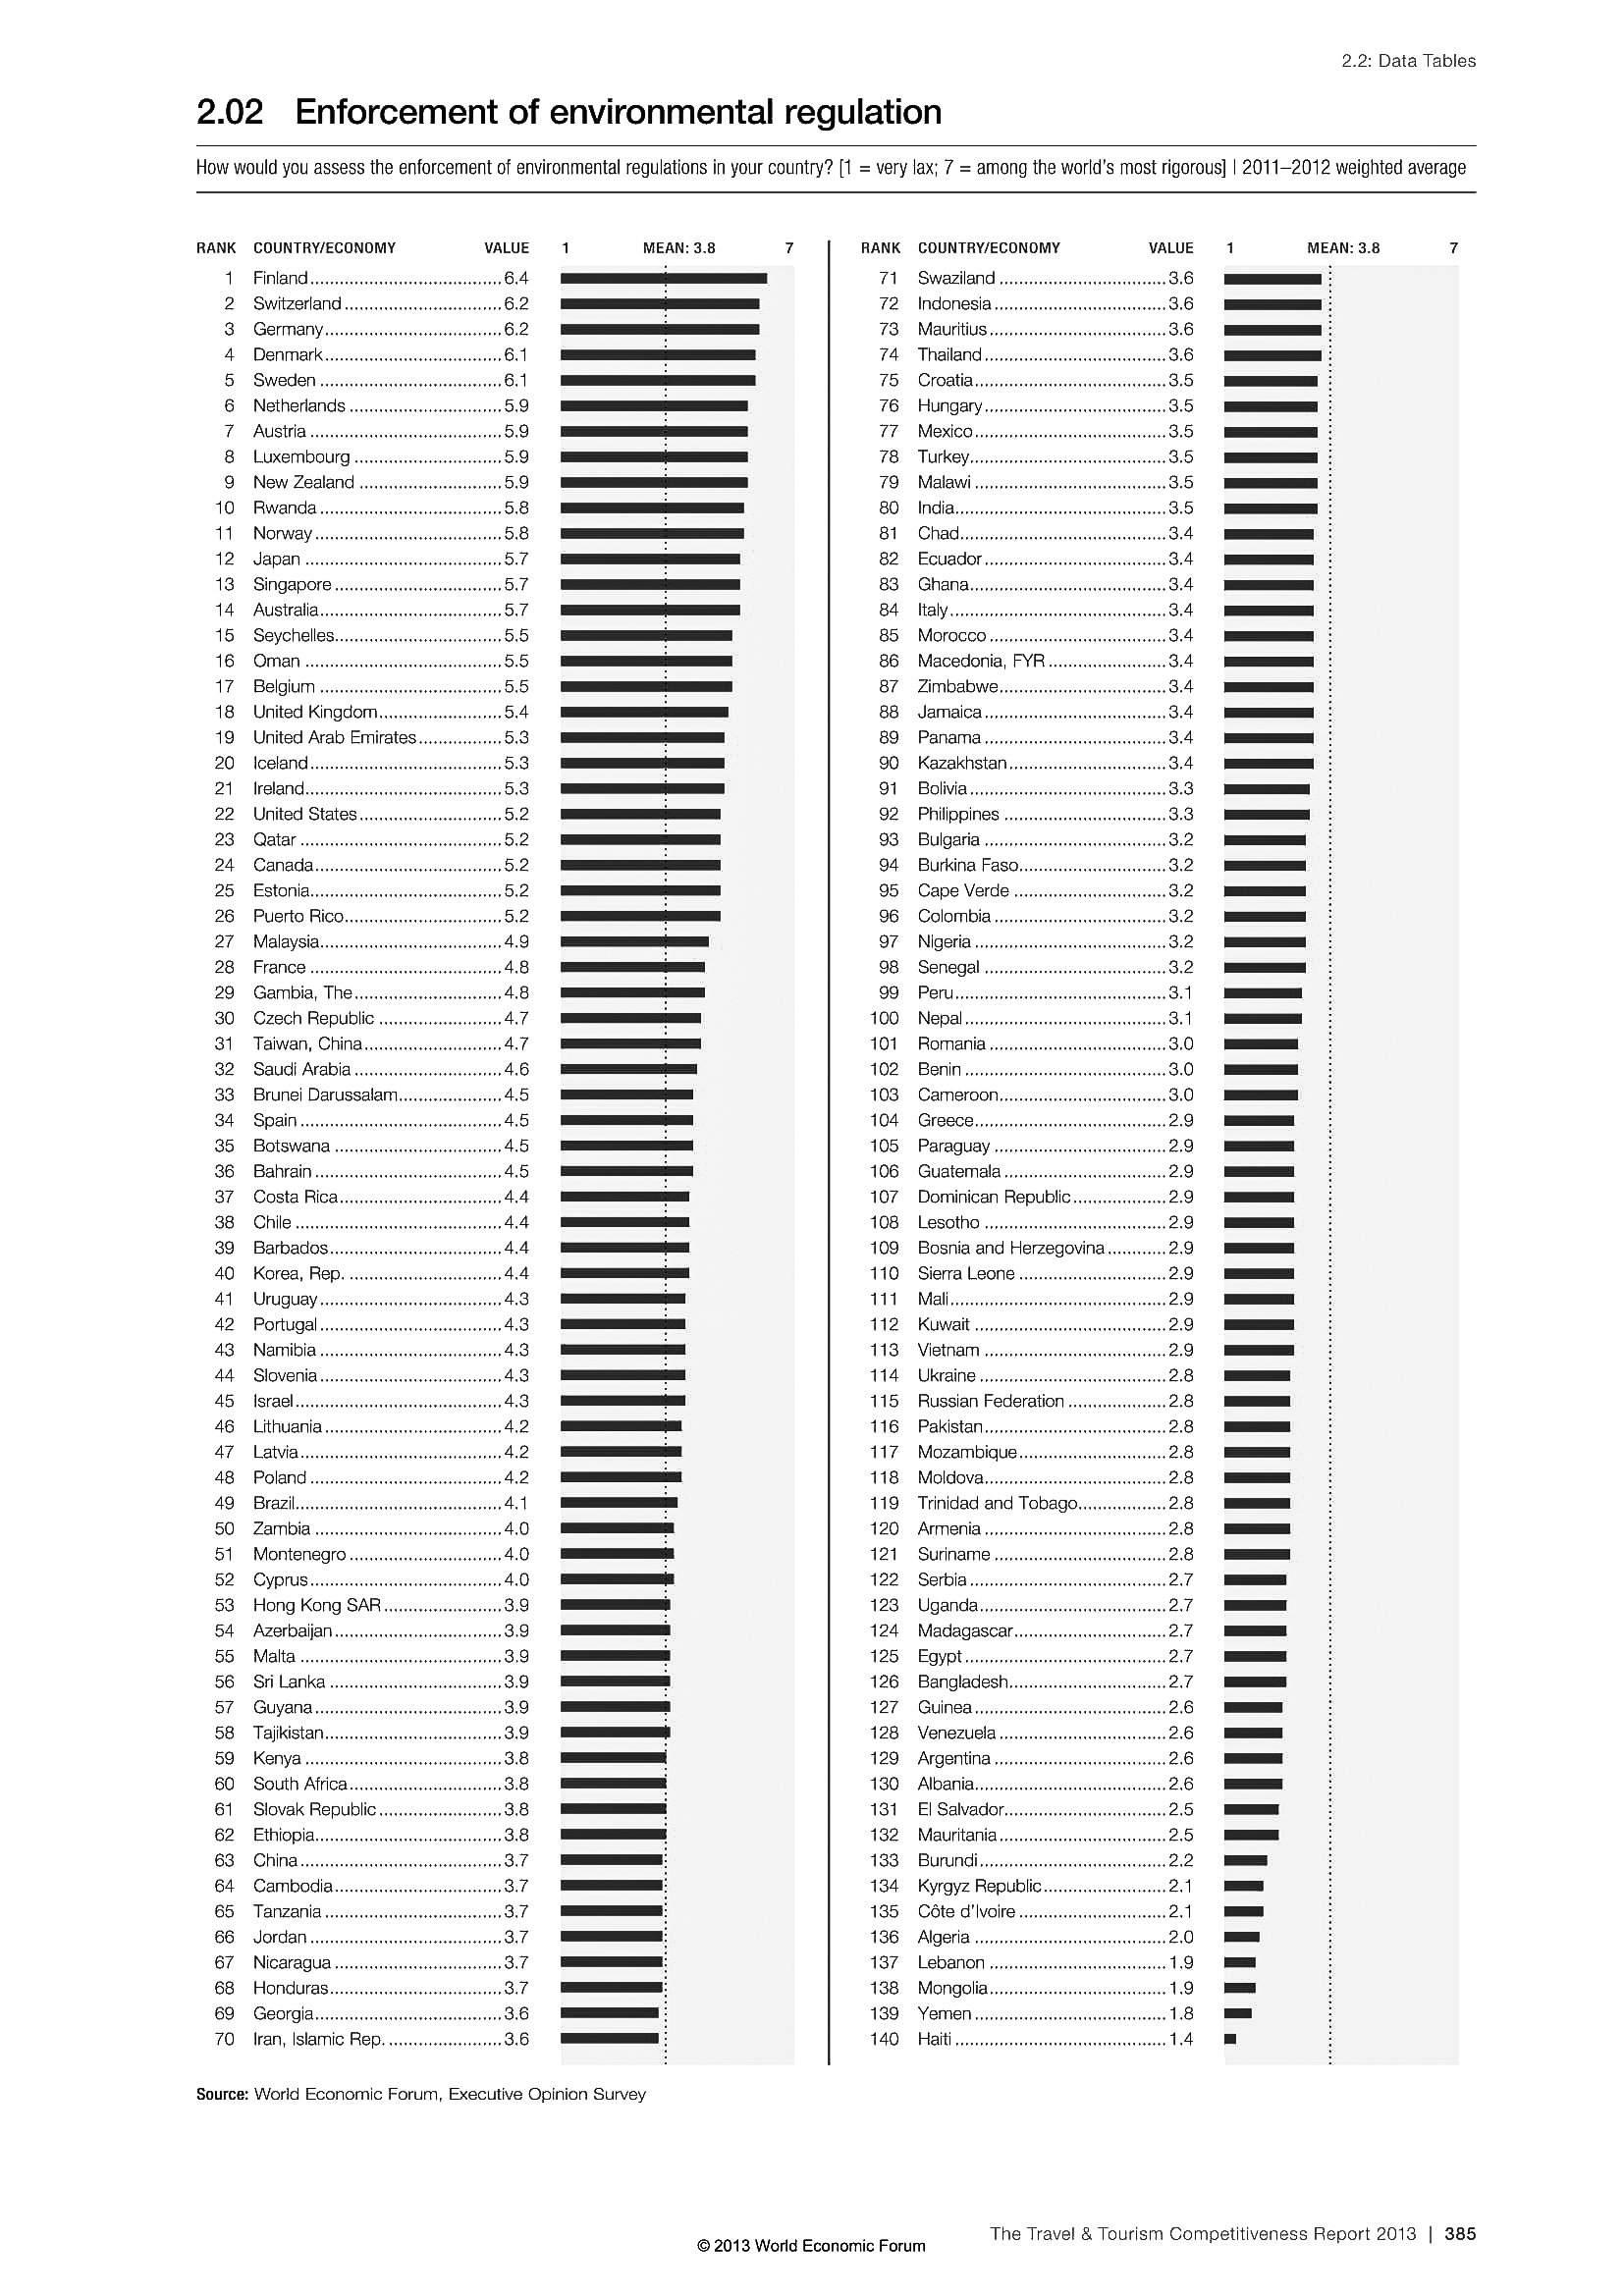 2.2: Data Tables
2.02 Enforcement of environmental regulation
How would you assess the enforcement of environmental regulations in your country? [1 = very lax; 7 = among the world's most rigorous] | 2011–2012 weighted average
RANK COUNTRY/ECONOMY VALUE 1 MEAN: 3.8 7
1 Finland 6.4
2 Switzerland 6.2
3 Germany 6.2
4 Denmark 6.1
5 Sweden 6.1
6 Netherlands 5.9
7 Austria 5.9
8 Luxembourg 5.9
9 New Zealand 5.9
10 Rwanda 5.8
11 Norway 5.8
12 Japan 5.7
13 Singapore 5.7
14 Australia 5.7
15 Seychelles 5.5
16 Oman 5.5
17 Belgium 5.5
18 United Kingdom 5.4
19 United Arab Emirates 5.3
20 Iceland 5.3
21 Ireland 5.3
22 United States 5.2
23 Qatar 5.2
24 Canada 5.2
25 Estonia 5.2
26 Puerto Rico 5.2
27 Malaysia 4.9
28 France 4.8
29 Gambia, The 4.8
30 Czech Republic 4.7
31 Taiwan, China 4.7
32 Saudi Arabia 4.6
33 Brunei Darussalam 4.5
34 Spain 4.5
35 Botswana 4.5
36 Bahrain 4.5
37 Costa Rica 4.4
38 Chile 4.4
39 Barbados 4.4
40 Korea, Rep. 4.4
41 Uruguay 4.3
42 Portugal 4.3
43 Namibia 4.3
44 Slovenia 4.3
45 Israel 4.3
46 Lithuania 4.2
47 Latvia 4.2
48 Poland 4.2
49 Brazil 4.1
50 Zambia 4.0
51 Montenegro 4.0
52 Cyprus 4.0
53 Hong Kong SAR 3.9
54 Azerbaijan 3.9
55 Malta 3.9
56 Sri Lanka 3.9
57 Guyana 3.9
58 Tajikistan 3.9
59 Kenya 3.8
60 South Africa 3.8
61 Slovak Republic 3.8
62 Ethiopia 3.8
63 China 3.7
64 Cambodia 3.7
65 Tanzania 3.7
66 Jordan 3.7
67 Nicaragua 3.7
68 Honduras 3.7
69 Georgia 3.6
70 Iran, Islamic Rep. 3.6
RANK COUNTRY/ECONOMY VALUE 1 MEAN: 3.8 7
71 Swaziland 3.6
72 Indonesia 3.6
73 Mauritius 3.6
74 Thailand 3.6
75 Croatia 3.5
76 Hungary 3.5
77 Mexico 3.5
78 Turkey 3.5
79 Malawi 3.5
80 India 3.5
81 Chad 3.4
82 Ecuador 3.4
83 Ghana 3.4
84 Italy 3.4
85 Morocco 3.4
86 Macedonia, FYR 3.4
87 Zimbabwe 3.4
88 Jamaica 3.4
89 Panama 3.4
90 Kazakhstan 3.4
91 Bolivia 3.3
92 Philippines 3.3
93 Bulgaria 3.2
94 Burkina Faso 3.2
95 Cape Verde 3.2
96 Colombia 3.2
97 Nigeria 3.2
98 Senegal 3.2
99 Peru 3.1
100 Nepal 3.1
101 Romania 3.0
102 Benin 3.0
103 Cameroon 3.0
104 Greece 2.9
105 Paraguay 2.9
106 Guatemala 2.9
107 Dominican Republic 2.9
108 Lesotho 2.9
109 Bosnia and Herzegovina 2.9
110 Sierra Leone 2.9
111 Mali 2.9
112 Kuwait 2.9
113 Vietnam 2.9
114 Ukraine 2.8
115 Russian Federation 2.8
116 Pakistan 2.8
117 Mozambique 2.8
118 Moldova 2.8
119 Trinidad and Tobago 2.8
120 Armenia 2.8
121 Suriname 2.8
122 Serbia 2.7
123 Uganda 2.7
124 Madagascar 2.7
125 Egypt 2.7
126 Bangladesh 2.7
127 Guinea 2.6
128 Venezuela 2.6
129 Argentina 2.6
130 Albania 2.6
131 El Salvador 2.5
132 Mauritania 2.5
133 Burundi 2.2
134 Kyrgyz Republic 2.1
135 Côte d'Ivoire 2.1
136 Algeria 2.0
137 Lebanon 1.9
138 Mongolia 1.9
139 Yemen 1.8
140 Haiti 1.4
Source: World Economic Forum, Executive Opinion Survey
The Travel & Tourism Competitiveness Report 2013 | 385
© 2013 World Economic Forum